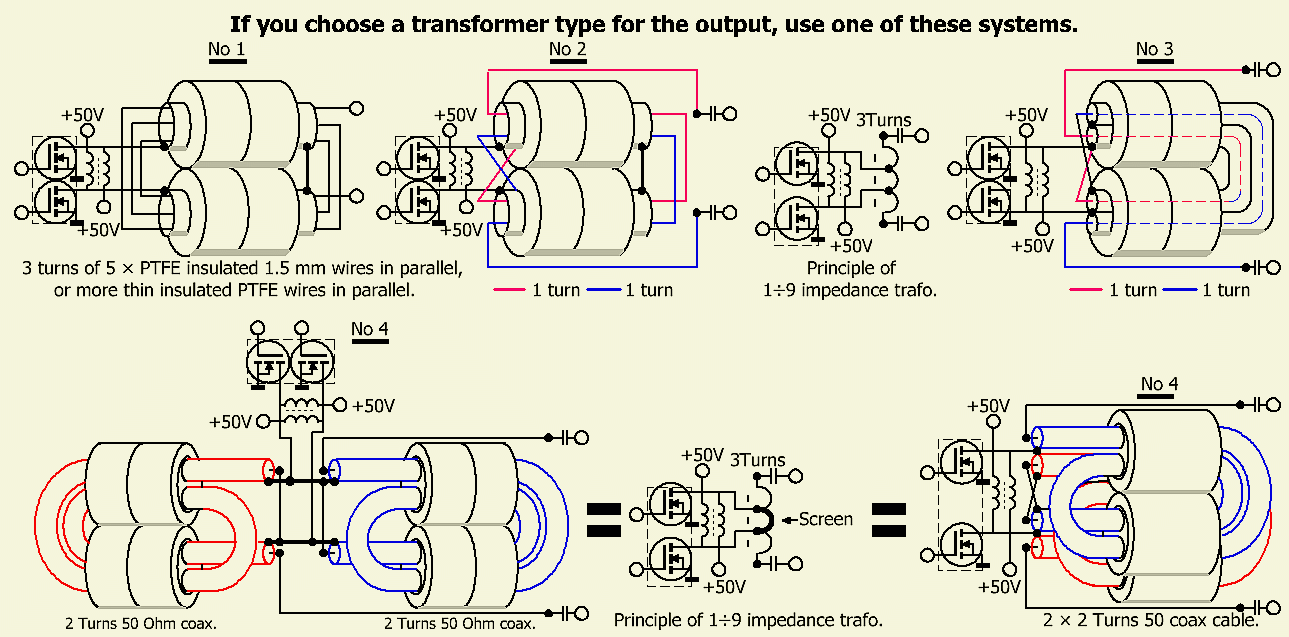 If you choose a transformer type for the output, use one of these systems.
No 1
No 2
No 3
+50V
+50V
+50V
3Turns
+50V
+50V
+50V
+50V
+50V
3 turns of 5 × PTFE insulated 1.5 mm wires in parallel,
or more thin insulated PTFE wires in parallel.
1 turn
1 turn
Principle of
1÷9 impedance trafo.
1 turn
1 turn
No 4
+50V
+50V
2 Turns 50 Ohm coax.
2 Turns 50 Ohm coax.
+50V
3Turns
Screen
+50V
Principle of 1÷9 impedance trafo.
No 4
+50V
+50V
2 × 2 Turns 50 coax cable.